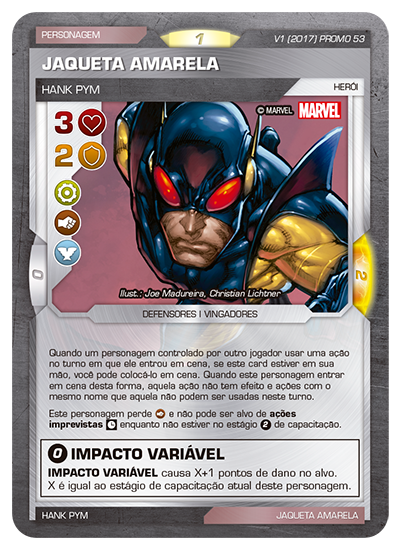 PERSONAGEM
1
V1 (2017) PROMO 53
JAQUETA AMARELA
HANK PYM
HERÓI
3
© MARVEL
MARVEL
2
0
2
Ilust.: Joe Madureira, Christian Lichtner
DEFENSORES | VINGADORES
Quando um personagem controlado por outro jogador usar uma ação
no turno em que ele entrou em cena, se este card estiver em sua
mão, você pode colocá-lo em cena. Quando este personagem entrar
em cena desta forma, aquela ação não tem efeito e ações com o
mesmo nome que aquela não podem ser usadas neste turno.
Este personagem perde e não pode ser alvo de ações
imprevistas enquanto não estiver no estágio 2 de capacitação.
0 IMPACTO VARIÁVEL
IMPACTO VARIÁVEL causa X+1 pontos de dano no alvo.
X é igual ao estágio de capacitação atual deste personagem.
HANK PYM
JAQUETA AMARELA